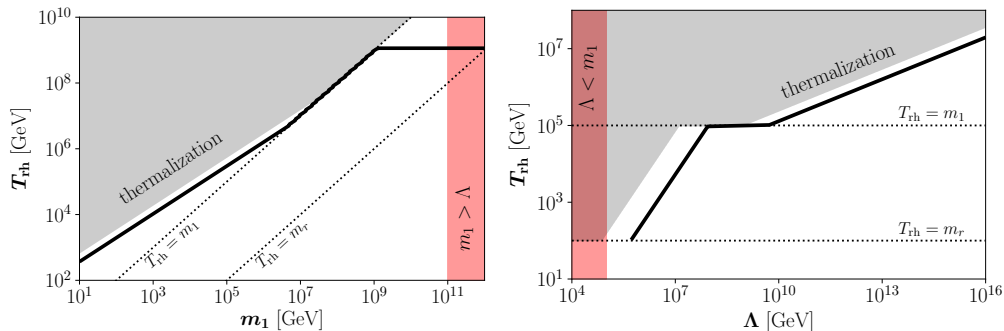 10^10
10^8
10^6
10^4
10^2
T_rh [GeV]
thermalization
T_rh = m_1
T_rh = m_r
m_1 > Λ
10^1
10^3
10^5
10^7
10^9
10^11
m_1 [GeV]
10^7
10^5
10^3
10^1
T_rh [GeV]
Λ < m_1
thermalization
T_rh = m_1
T_rh = m_r
10^4
10^7
10^10
10^13
10^16
Λ [GeV]